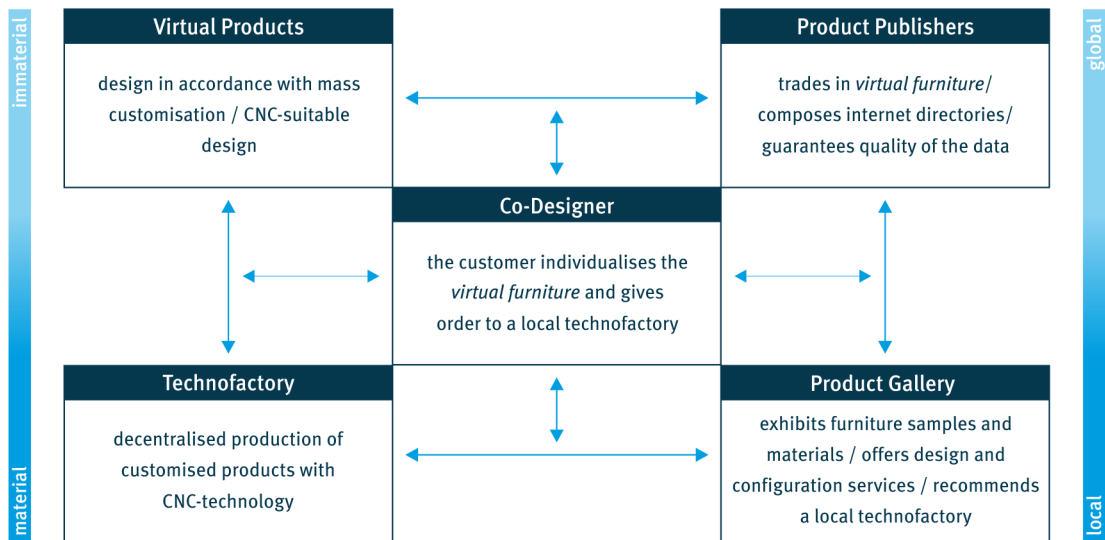 immaterial
Virtual Products
design in accordance with mass
customisation / CNC-suitable
design
Product Publishers
trades in virtual furniture/
composes internet directories/
guarantees quality of the data
global
Co-Designer
the customer individualises the
virtual furniture and gives
order to a local technofactory
material
Technofactory
decentralised production of
customised products with
CNC-technology
Product Gallery
exhibits furniture samples and
materials / offers design and
configuration services / recommends
a local technofactory
local